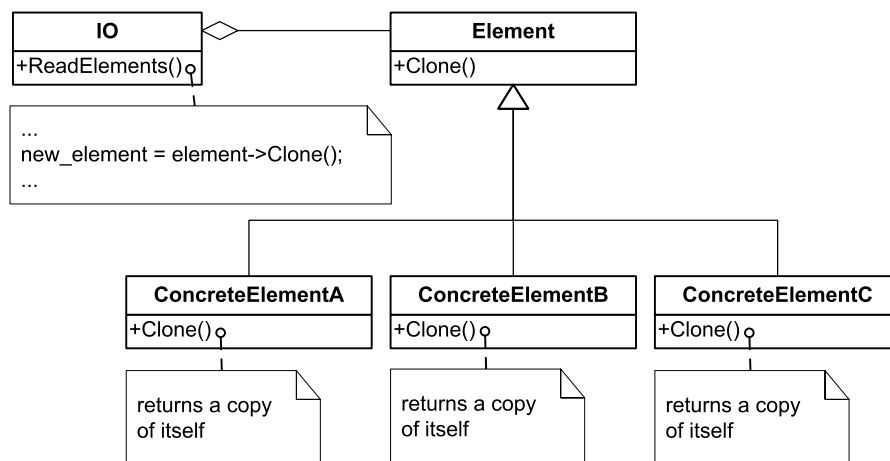 IO
+ReadElements()
Element
+Clone()
...
new_element = element->Clone();
...
ConcreteElementA
+Clone()
ConcreteElementB
+Clone()
ConcreteElementC
+Clone()
returns a copy
of itself
returns a copy
of itself
returns a copy
of itself